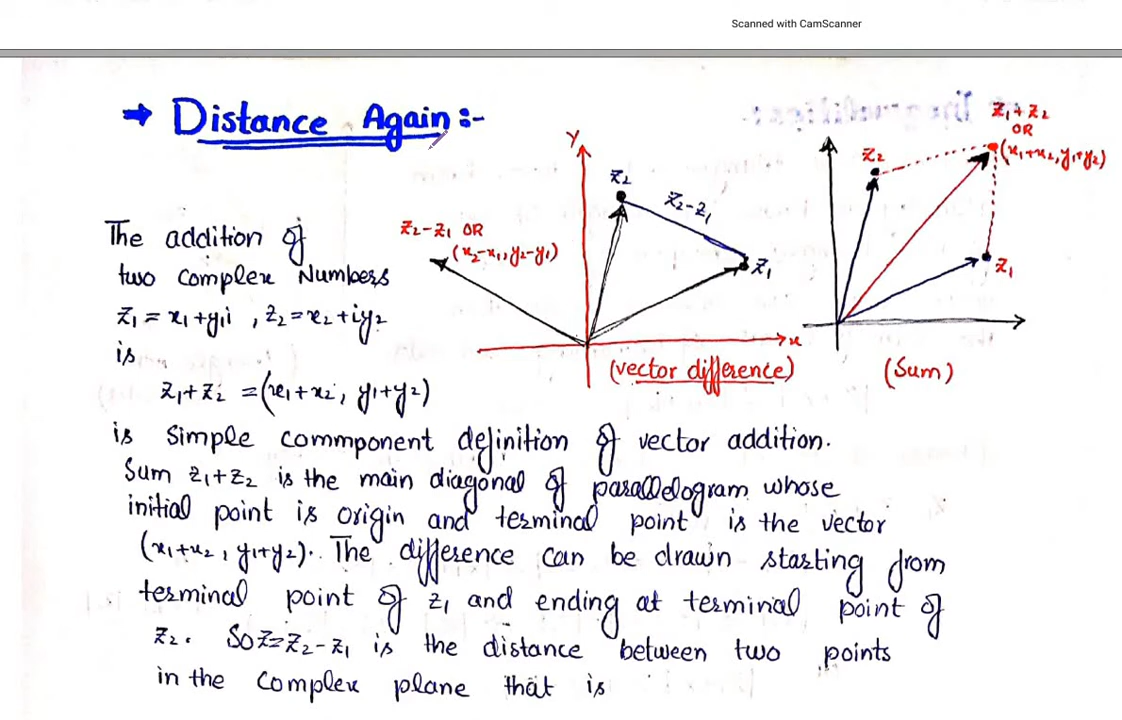 Scanned with CamScanner
→ Distance Again :-
Y
Z2
Z2-Z1
Z1
x
Z2-Z1 OR
(x2-x1, y2-y1)
(vector difference)
Z1+Z2
OR
(x1+x2, y1+y2)
Z2
Z1
(Sum)
The addition of
two complex Numbers
Z1 = x1+y1i , Z2 = x2+iy2
is
Z1+Z2 = (x1+x2, y1+y2)
is simple commponent definition of vector addition.
Sum Z1+Z2 is the main diagonal of parallelogram whose
initial point is origin and terminal point is the vector
(x1+x2, y1+y2). The difference can be drawn starting from
terminal point of Z1 and ending at terminal point of
Z2. So Z=Z2-Z1 is the distance between two points
in the complex plane that is